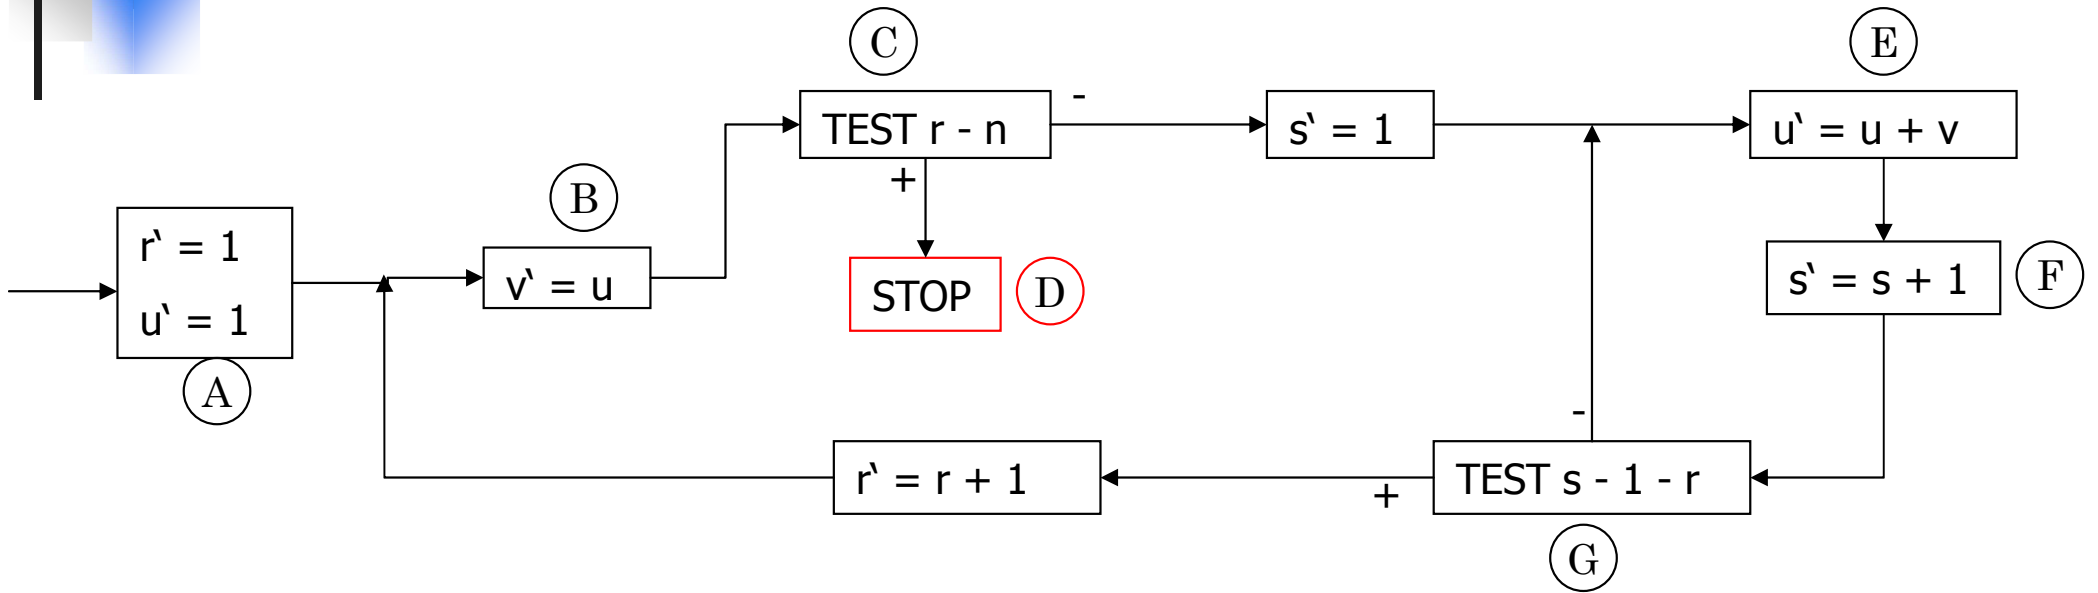 C
E
TEST r - n
-
s‘ = 1
u‘ = u + v
+
B
r‘ = 1
u‘ = 1
v‘ = u
STOP
D
s‘ = s + 1
F
A
-
r‘ = r + 1
+
TEST s - 1 - r
G